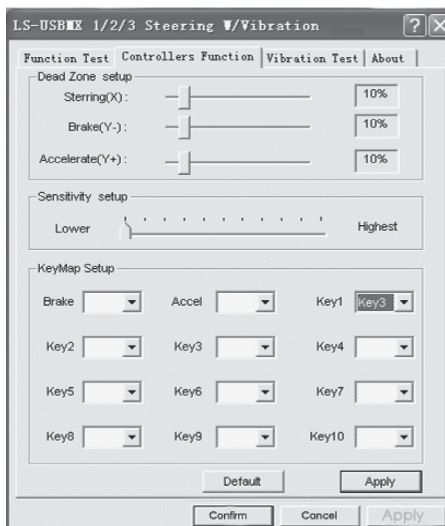 LS-USBMX 1/2/3 Steering W/Vibration
Function Test Controllers Function Vibration Test About
Dead Zone setup
Sterring(X): 10%
Brake(Y-): 10%
Accelerate(Y+): 10%
Sensitivity setup
Lower Highest
KeyMap Setup
Brake Accel Key1 Key3
Key2 Key3 Key4
Key5 Key6 Key7
Key8 Key9 Key10
Default Apply
Confirm Cancel Apply